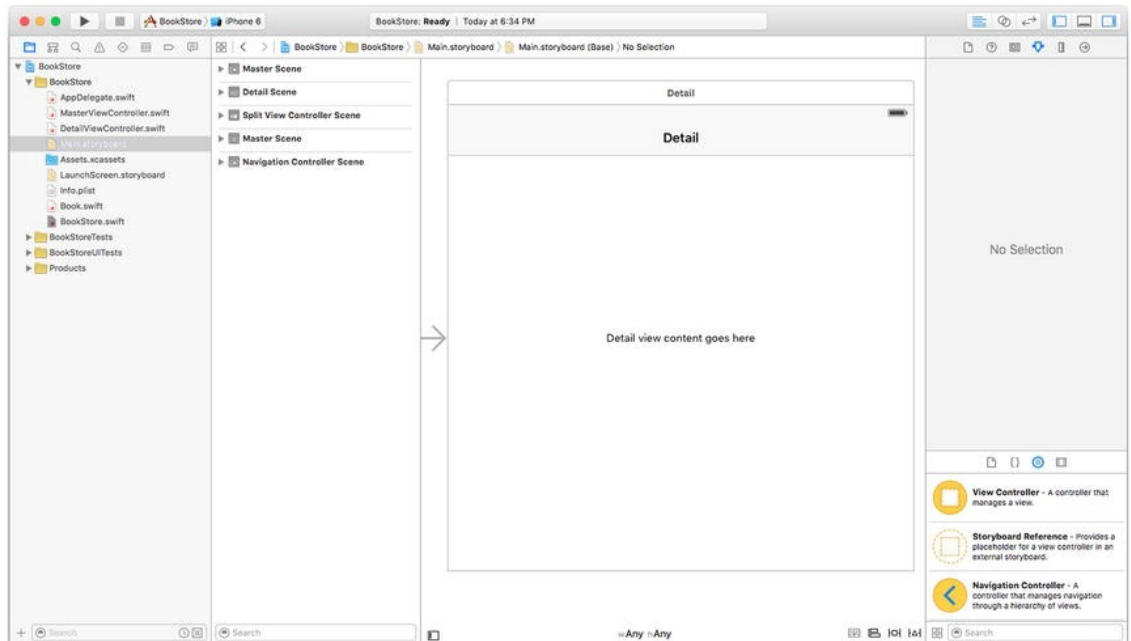 BookStore
iPhone 6
BookStore: Ready | Today at 6:34 PM
BookStore
BookStore
Main.storyboard
Main.storyboard (Base)
No Selection
BookStore
BookStore
AppDelegate.swift
MasterViewController.swift
DetailViewController.swift
Main.storyboard
Assets.xcassets
LaunchScreen.storyboard
Info.plist
Book.swift
BookStore.swift
BookStoreTests
BookStoreUITests
Products
Master Scene
Detail Scene
Split View Controller Scene
Master Scene
Navigation Controller Scene
Detail
Detail
Detail view content goes here
No Selection
View Controller - A controller that
manages a view.
Storyboard Reference - Provides a
placeholder for a view controller in an
external storyboard.
Navigation Controller - A
controller that manages navigation
through a hierarchy of views.
Search
Search
wAny hAny
Search